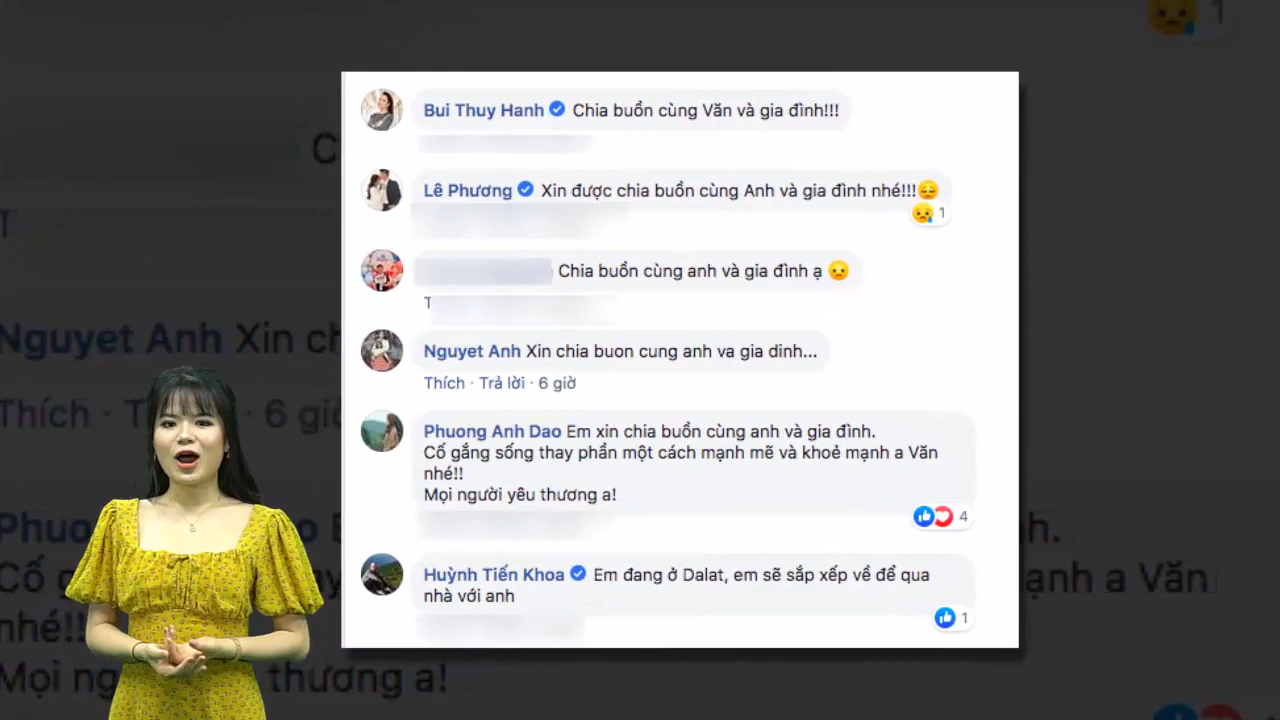 Bui Thuy Hanh Chia buồn cùng Văn và gia đình!!!
Lê Phương Xin được chia buồn cùng Anh và gia đình nhé!!!
1
Chia buồn cùng anh và gia đình ạ
T
Nguyet Anh Xin chia buon cung anh va gia dinh...
Thích · Trả lời · 6 giờ
Phuong Anh Dao Em xin chia buồn cùng anh và gia đình.
Cố gắng sống thay phần một cách mạnh mẽ và khoẻ mạnh a Văn
nhé!!
Mọi người yêu thương a!
4
Huỳnh Tiến Khoa Em đang ở Dalat, em sẽ sắp xếp về để qua
nhà với anh
1